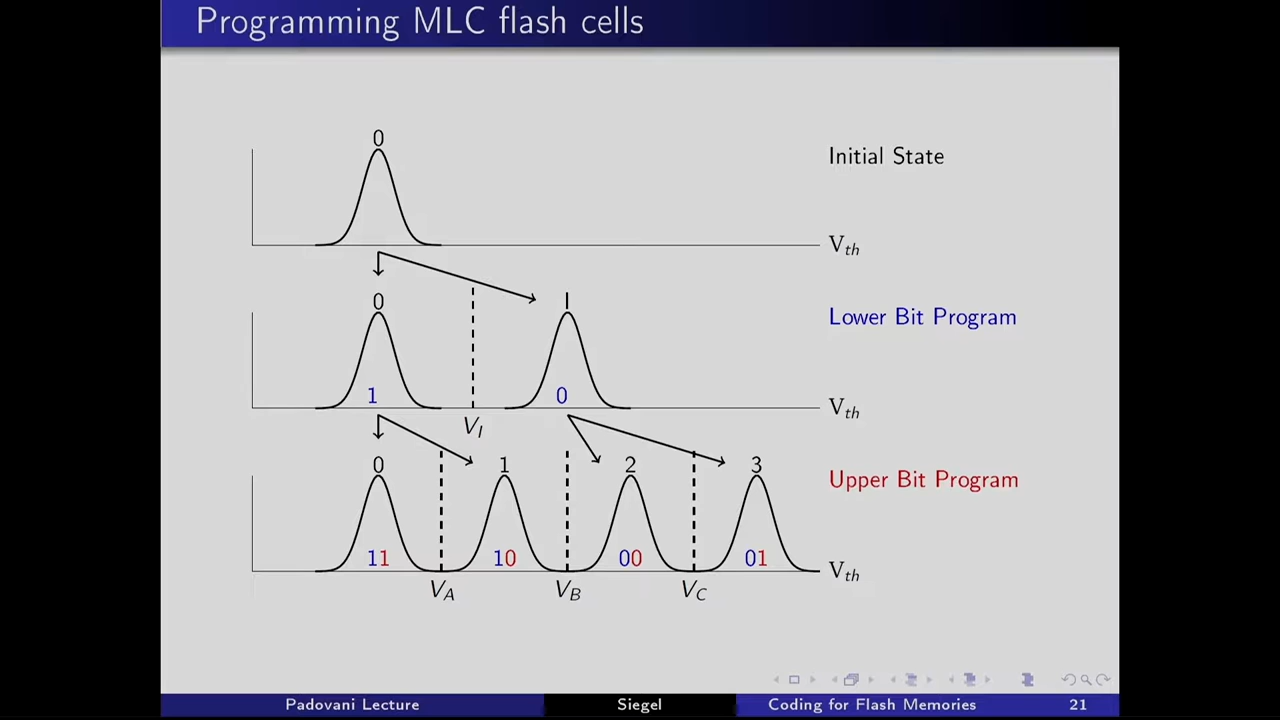 Programming MLC flash cells
0
Initial State
V_th
0 I
Lower Bit Program
1 0
V_th
V_I
0 1 2 3
Upper Bit Program
11 10 00 01
V_th
V_A V_B V_C
Padovani Lecture Siegel Coding for Flash Memories 21